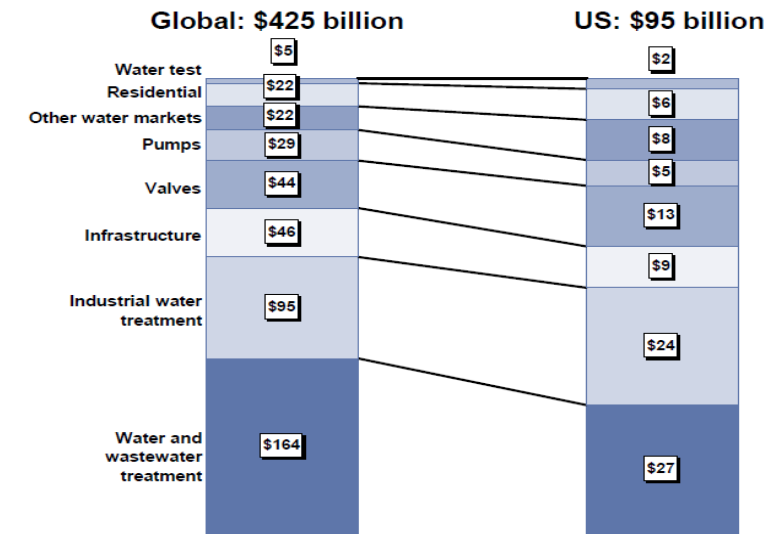 Global: $425 billion
US: $95 billion
$5
$2
Water test
Residential
$22
$6
Other water markets
$22
$8
Pumps
$29
$5
Valves
$44
$13
Infrastructure
$46
$9
Industrial water
treatment
$95
$24
Water and
wastewater
treatment
$164
$27